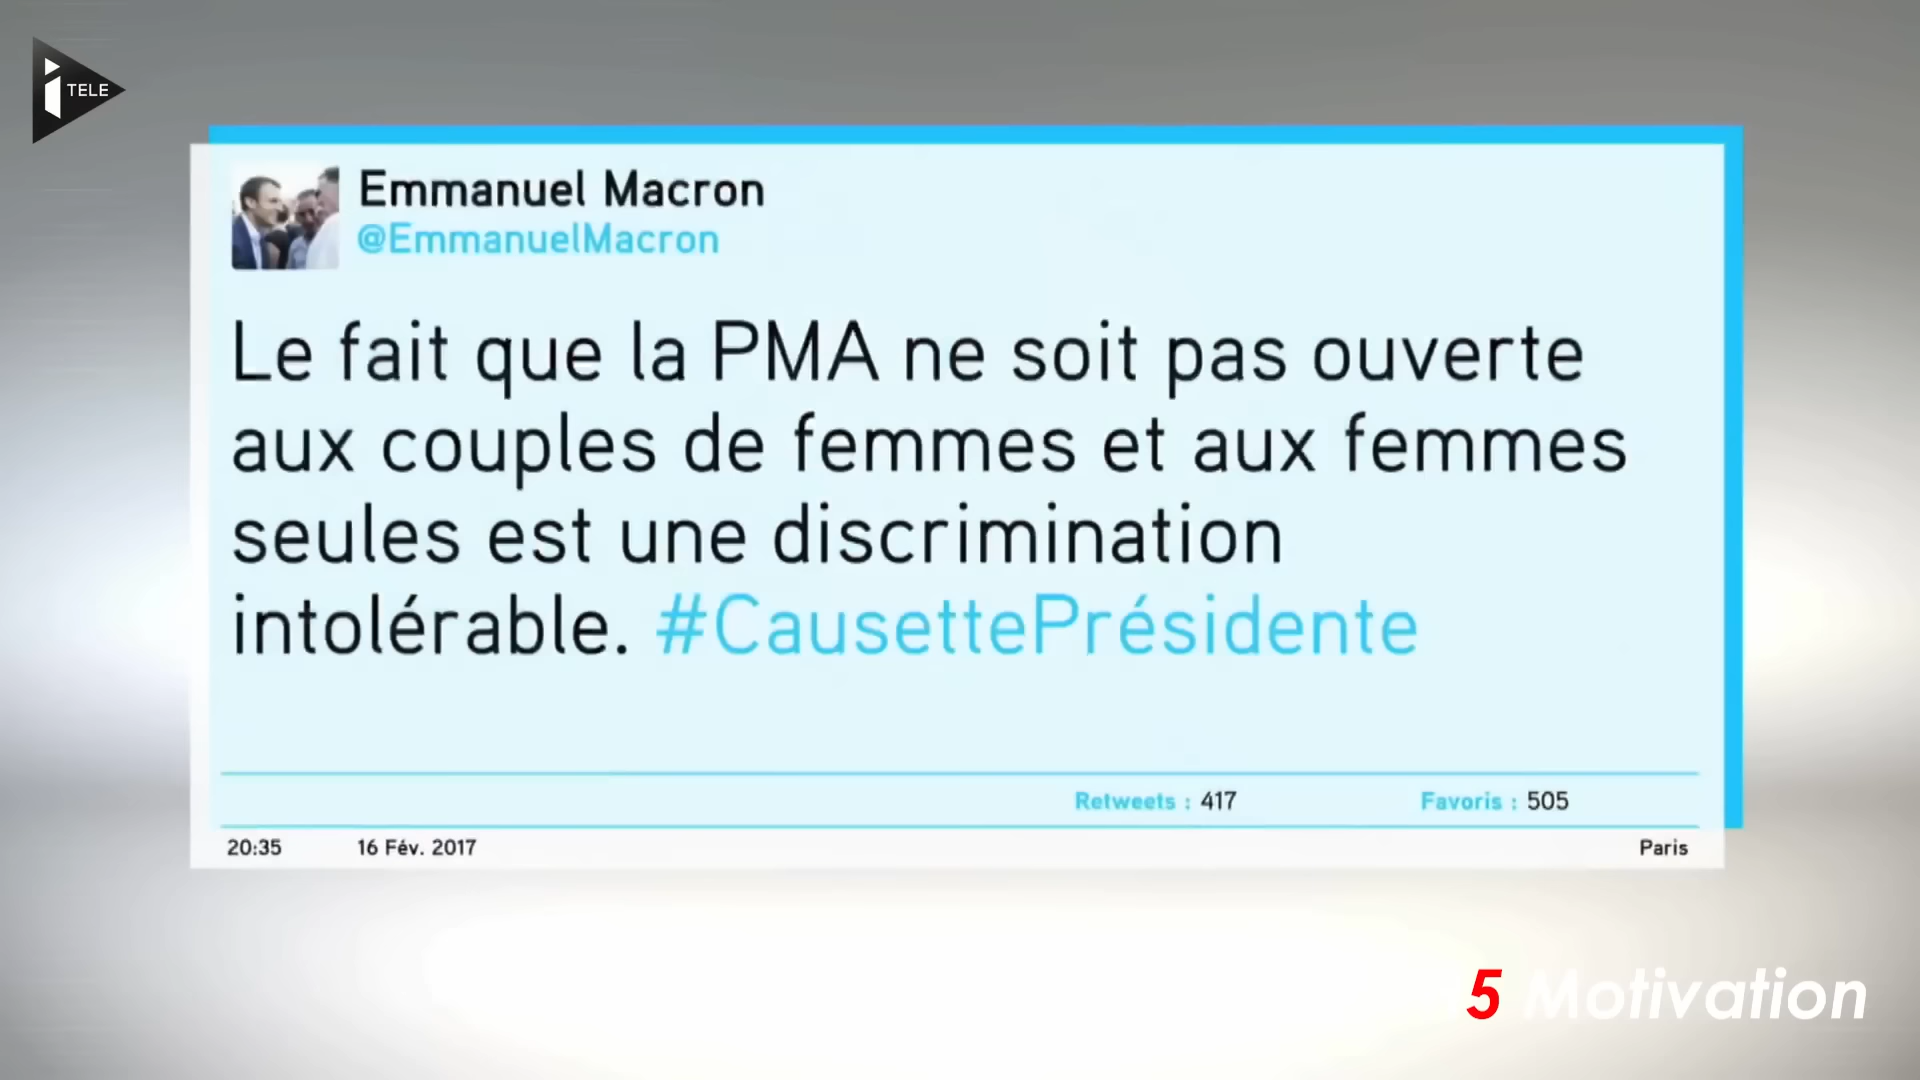 i TELE
Emmanuel Macron
@EmmanuelMacron
Le fait que la PMA ne soit pas ouverte
aux couples de femmes et aux femmes
seules est une discrimination
intolérable. #CausettePrésidente
Retweets : 417 Favoris : 505
20:35 16 Fév. 2017 Paris
5 Motivation